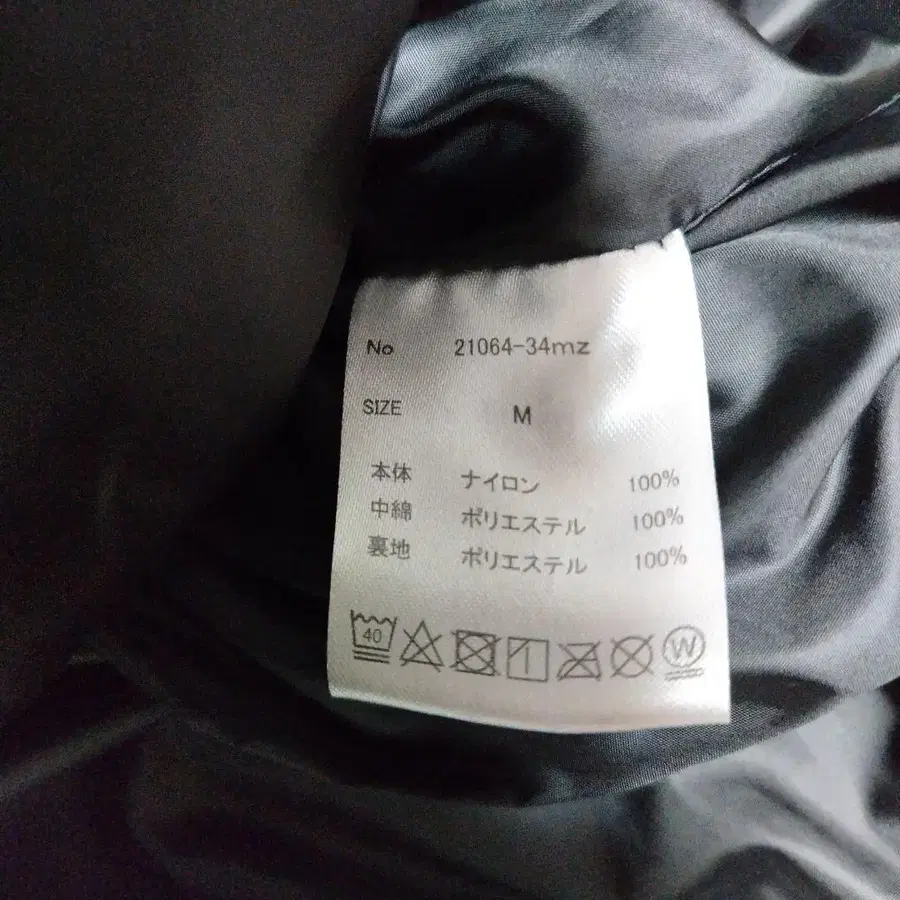 No 21064-34mz
SIZE M
本体 ナイロン 100%
中綿 ポリエステル 100%
裏地 ポリエステル 100%
40 W